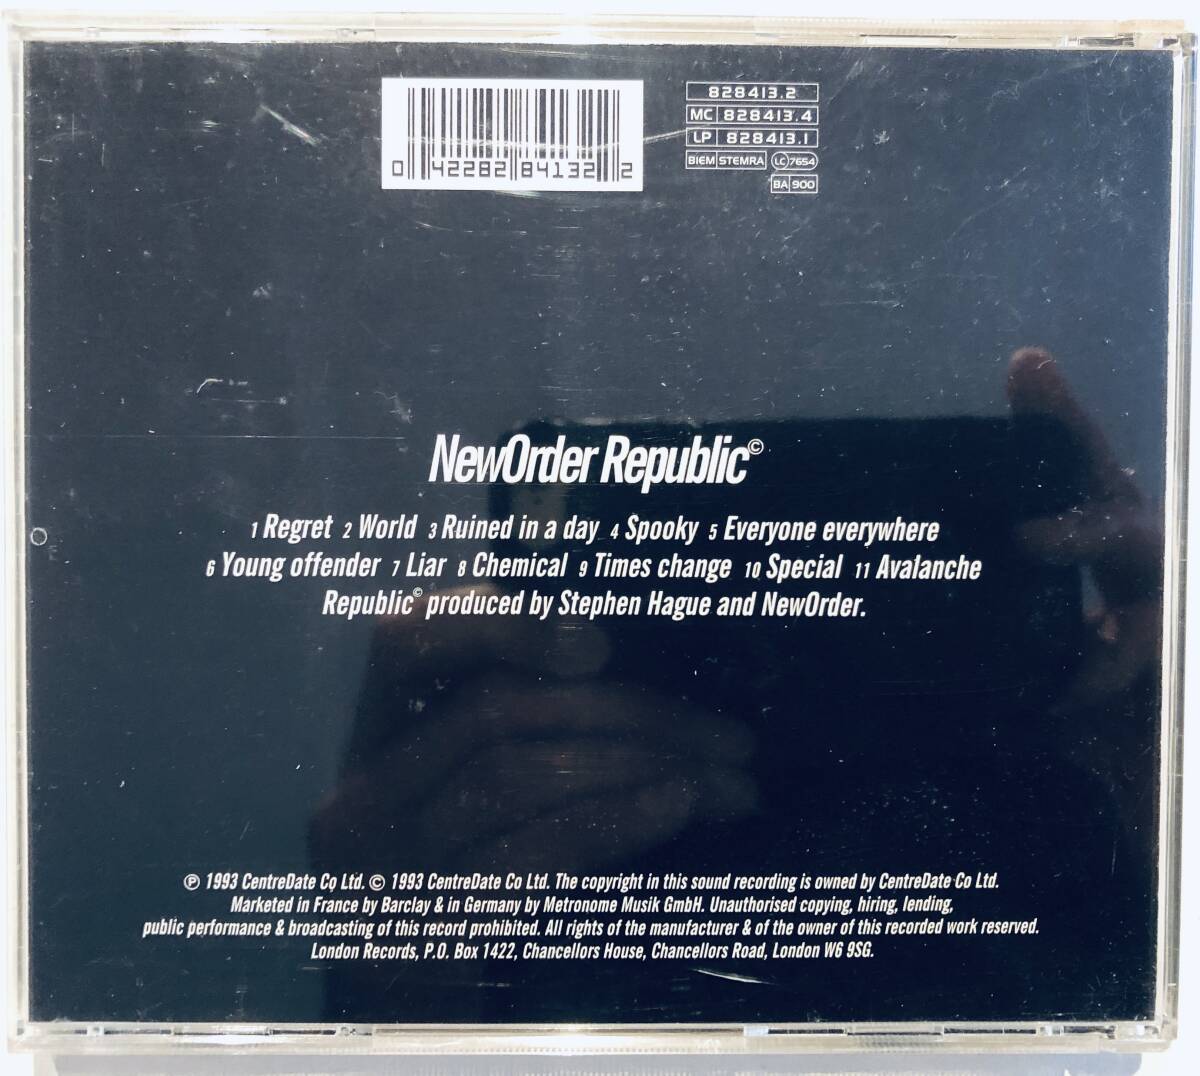 0 42282 84132 2
828413.2
MC 828413.4
LP 828413.1
BIEM STEMRA LC 7654
BA 900
NewOrder Republic©
1 Regret 2 World 3 Ruined in a day 4 Spooky 5 Everyone everywhere
6 Young offender 7 Liar 8 Chemical 9 Times change 10 Special 11 Avalanche
Republic© produced by Stephen Hague and NewOrder.
℗ 1993 CentreDate Co Ltd. © 1993 CentreDate Co Ltd. The copyright in this sound recording is owned by CentreDate Co Ltd.
Marketed in France by Barclay & in Germany by Metronome Musik GmbH. Unauthorised copying, hiring, lending,
public performance & broadcasting of this record prohibited. All rights of the manufacturer & of the owner of this recorded work reserved.
London Records, P.O. Box 1422, Chancellors House, Chancellors Road, London W6 9SG.